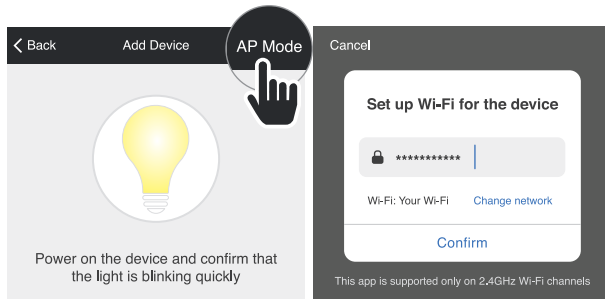 Back
Add Device
AP Mode
Power on the device and confirm that
the light is blinking quickly
Cancel
Set up Wi-Fi for the device
***********
Wi-Fi: Your Wi-Fi
Change network
Confirm
This app is supported only on 2.4GHz Wi-Fi channels